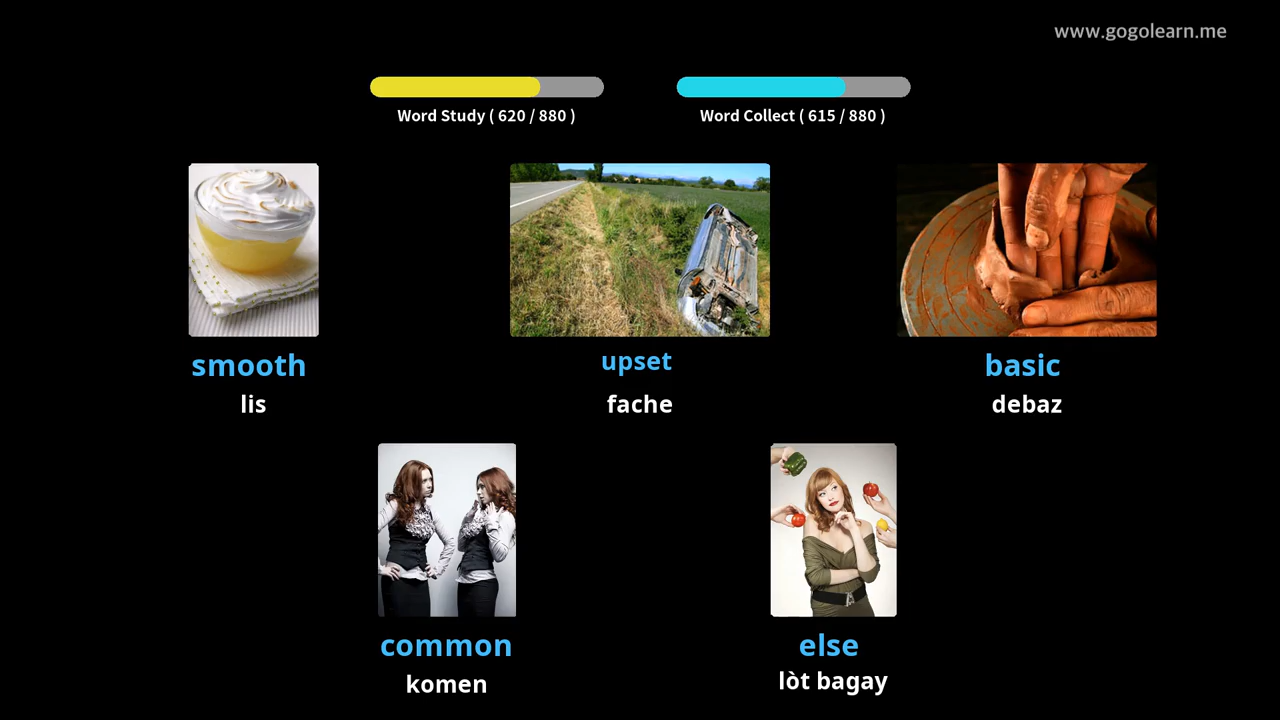 www.gogolearn.me
Word Study ( 620 / 880 )
Word Collect ( 615 / 880 )
smooth
lis
upset
fache
basic
debaz
common
komen
else
lòt bagay